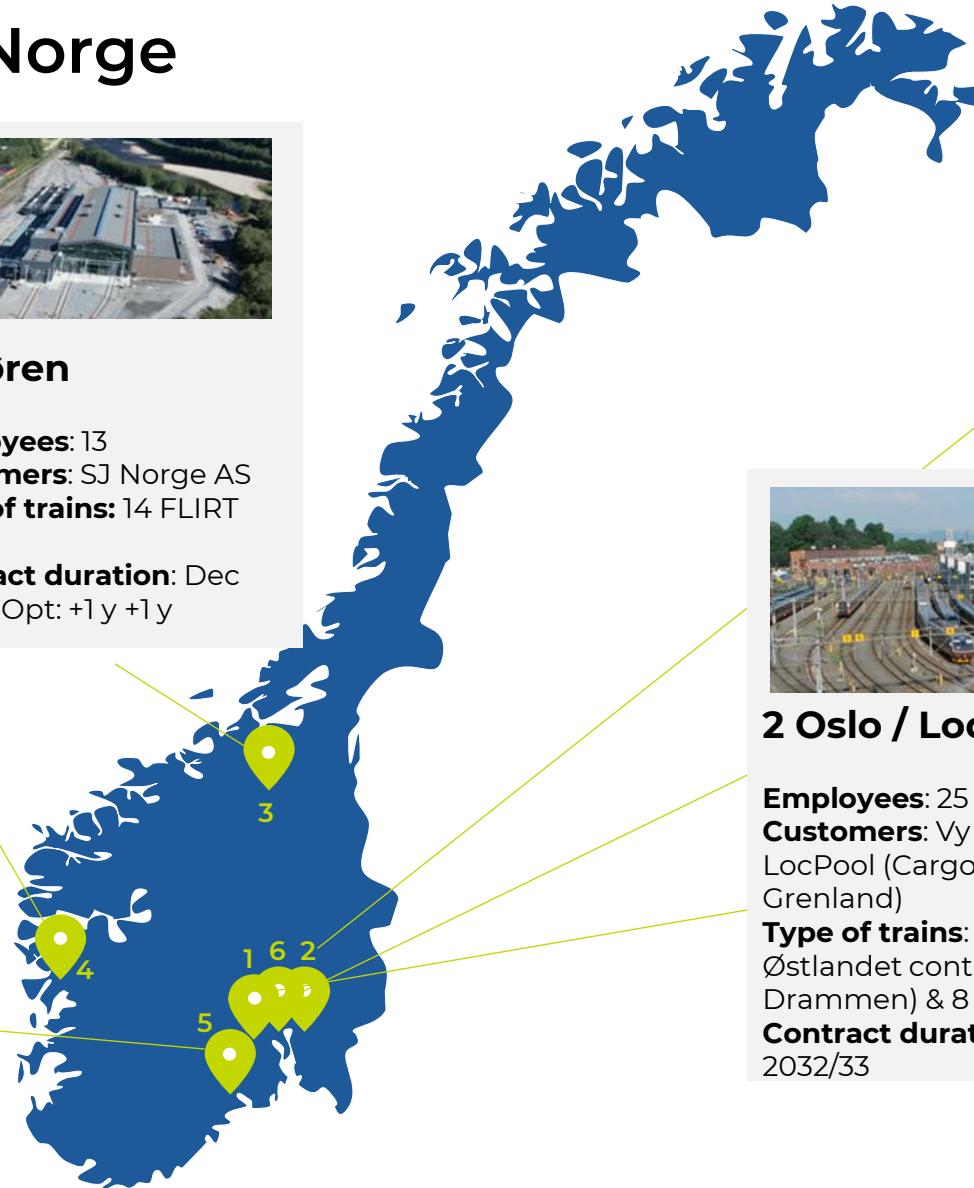 Norge
øren
yees: 13
mers: SJ Norge AS
of trains: 14 FLIRT
act duration: Dec
Opt: +1 y +1 y
3
4
1 6 2
5
2 Oslo / Loc
Employees: 25
Customers: Vy
LocPool (Cargo
Grenland)
Type of trains:
Østlandet cont
Drammen) & 8
Contract durat
2032/33